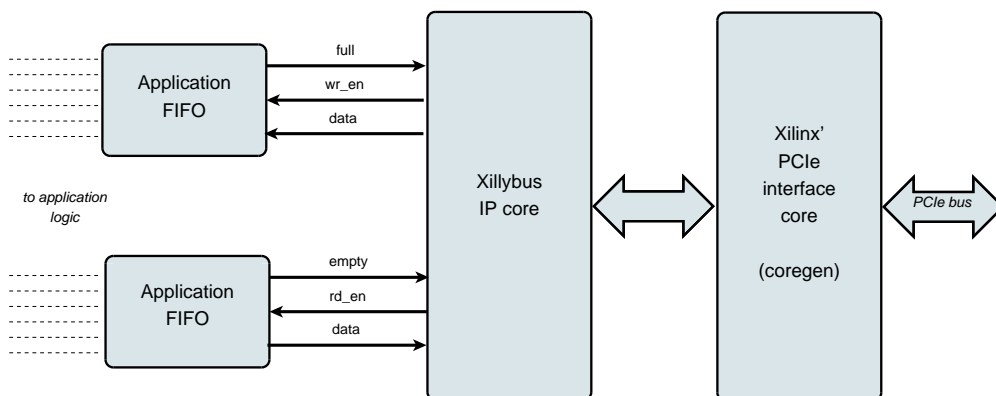 Application
FIFO
full
wr_en
data
to application
logic
Application
FIFO
empty
rd_en
data
Xillybus
IP core
Xilinx'
PCIe
interface
core
(coregen)
PCIe bus